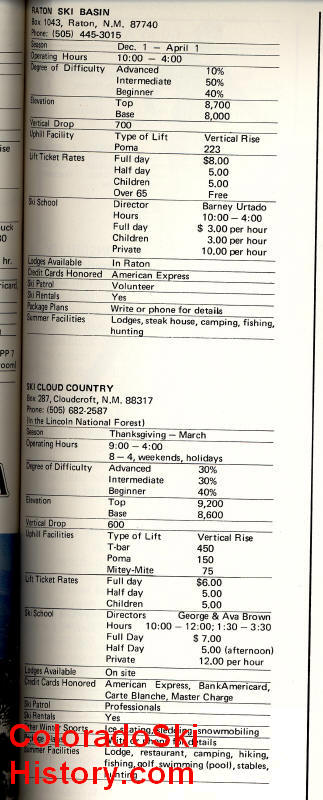 RATON SKI BASIN
Box 1043, Raton, N.M. 87740
Phone: (505) 445-3015
Season Dec. 1 — April 1
Operating Hours 10:00 — 4:00
Degree of Difficulty Advanced 10%
Intermediate 50%
Beginner 40%
Elevation Top 8,700
Base 8,000
Vertical Drop 700
Uphill Facility Type of Lift Vertical Rise
Poma 223
Lift Ticket Rates Full day $8.00
Half day 5.00
Children 5.00
Over 65 Free
Ski School Director Barney Urtado
Hours 10:00 — 4:00
Full day $ 3.00 per hour
Children 3.00 per hour
Private 10.00 per hour
Lodges Available In Raton
Credit Cards Honored American Express
Ski Patrol Volunteer
Ski Rentals Yes
Package Plans Write or phone for details
Summer Facilities Lodges, steak house, camping, fishing,
hunting
SKI CLOUD COUNTRY
Box 287, Cloudcroft, N.M. 88317
Phone: (505) 682-2587
(In the Lincoln National Forest)
Season Thanksgiving — March
Operating Hours 9:00 — 4:00
8 — 4, weekends, holidays
Degree of Difficulty Advanced 30%
Intermediate 30%
Beginner 40%
Elevation Top 9,200
Base 8,600
Vertical Drop 600
Uphill Facilities Type of Lift Vertical Rise
T-bar 450
Poma 150
Mitey-Mite 75
Lift Ticket Rates Full day $6.00
Half day 5.00
Children 5.00
Ski School Directors George & Ava Brown
Hours 10:00 — 12:00; 1:30 — 3:30
Full Day $ 7.00
Half Day 5.00 (afternoon)
Private 12.00 per hour
Lodges Available On site
Credit Cards Honored American Express, BankAmericard,
Carte Blanche, Master Charge
Ski Patrol Professionals
Ski Rentals Yes
Winter Sports Ice skating, sledding, snowmobiling
details
Summer Facilities Lodge, restaurant, camping, hiking,
fishing, golf, swimming (pool), stables,
hunting
ColoradoSki
History.com